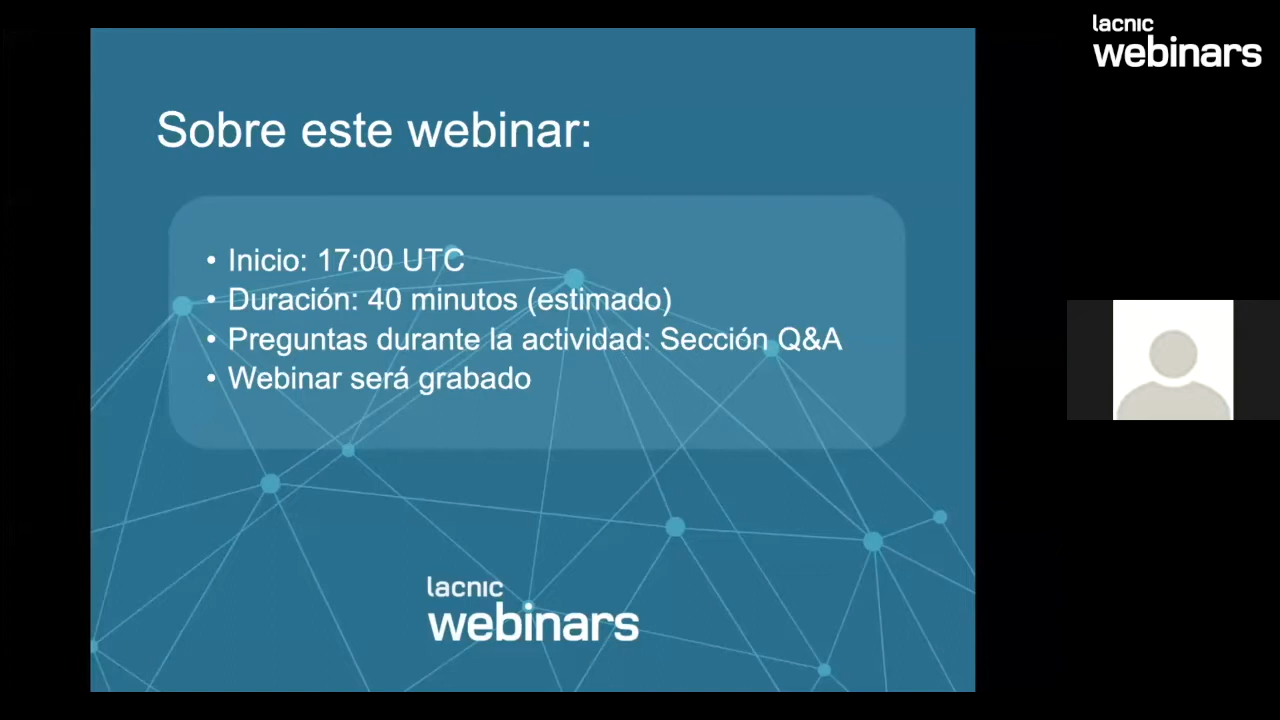 lacnic
webinars
Sobre este webinar:
• Inicio: 17:00 UTC
• Duración: 40 minutos (estimado)
• Preguntas durante la actividad: Sección Q&A
• Webinar será grabado
lacnic
webinars